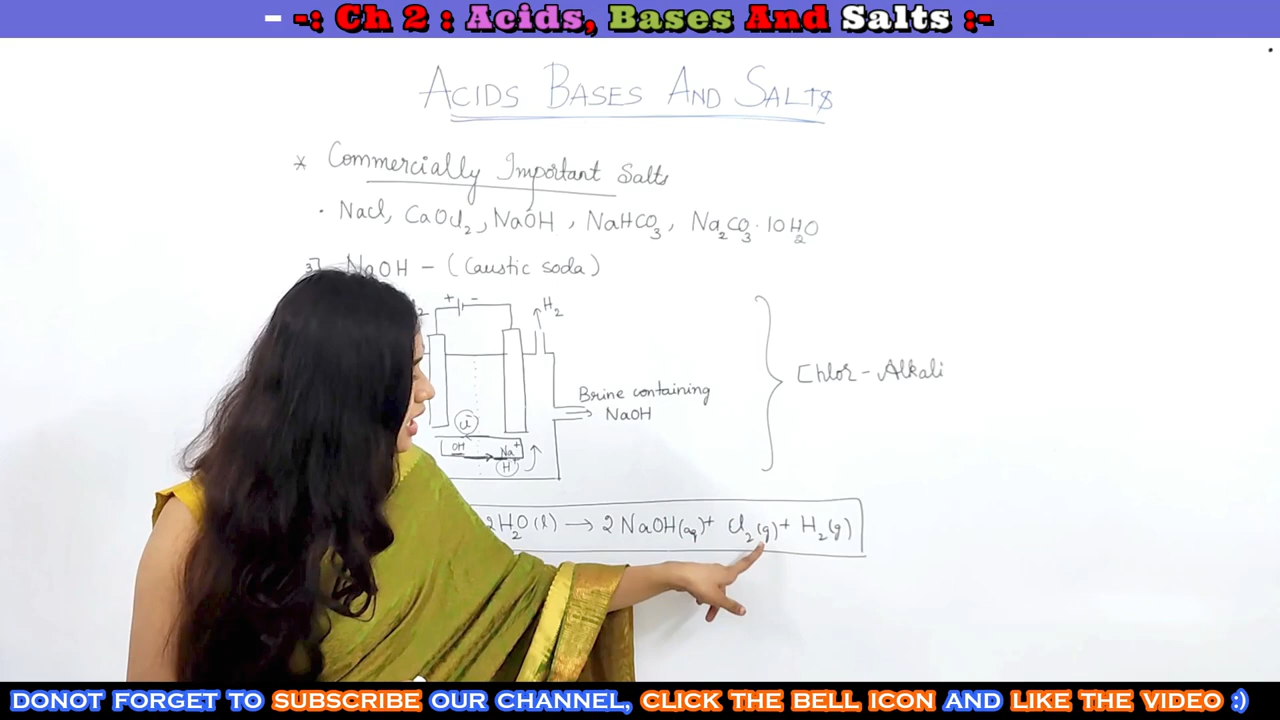 - -: Ch 2 : Acids, Bases And Salts :-
ACIDS BASES AND SALTS
* Commercially Important Salts
· NaCl, CaOCl2, NaOH, NaHCO3, Na2CO3·10H2O
3] NaOH - (Caustic soda)
+ -
H2
Brine containing
NaOH
Chlor-Alkali
Cl-
OH Na+
H+
2H2O(l) → 2NaOH(aq)+ Cl2(g)+ H2(g)
DONOT FORGET TO SUBSCRIBE OUR CHANNEL, CLICK THE BELL ICON AND LIKE THE VIDEO :)